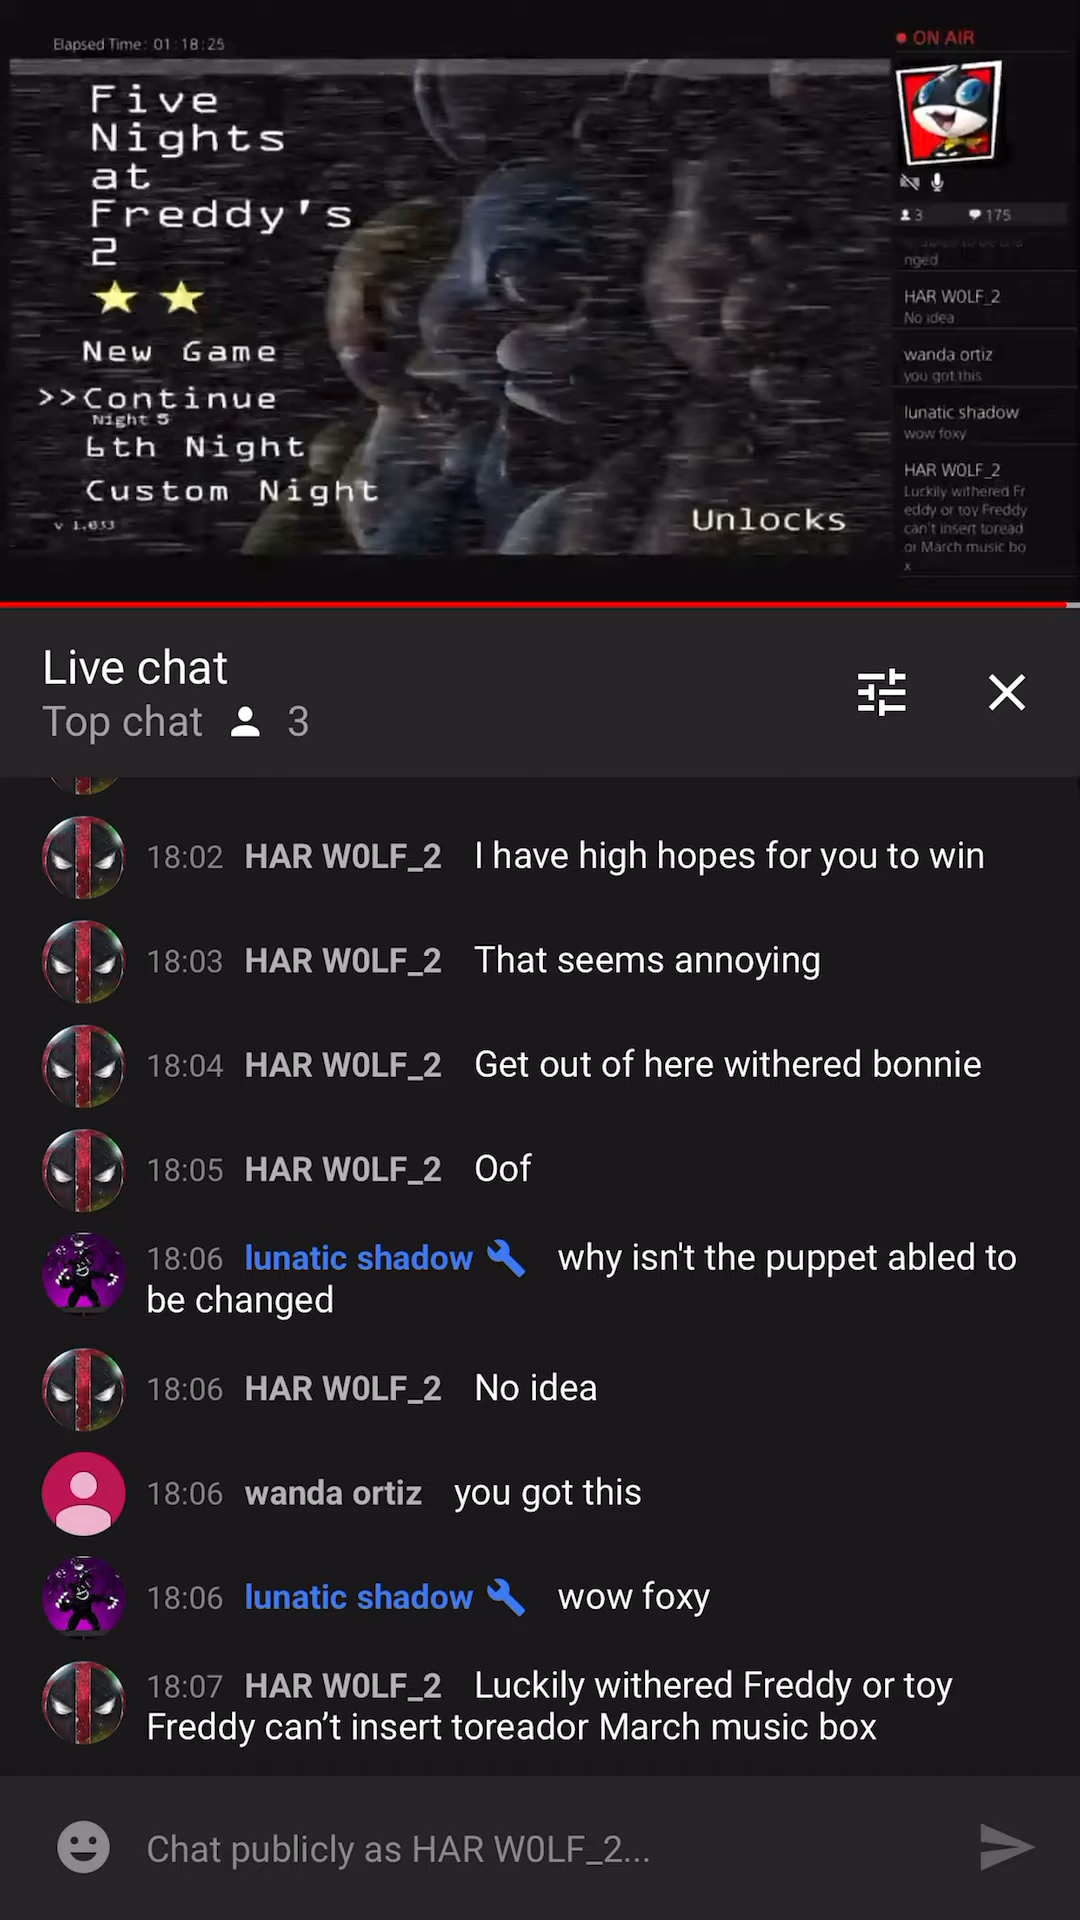 Elapsed Time: 01:18:25
ON AIR
Five
Nights
at
Freddy's
2
New Game
>>Continue
Night 5
6th Night
Custom Night
v 1.033
Unlocks
3
175
nged
HAR W0LF_2
No idea
wanda ortiz
you got this
lunatic shadow
wow foxy
HAR W0LF_2
Luckily withered Fr
eddy or toy Freddy
can't insert toread
or March music bo
x
Live chat
Top chat 3
18:02 HAR W0LF_2 I have high hopes for you to win
18:03 HAR W0LF_2 That seems annoying
18:04 HAR W0LF_2 Get out of here withered bonnie
18:05 HAR W0LF_2 Oof
18:06 lunatic shadow why isn't the puppet abled to
be changed
18:06 HAR W0LF_2 No idea
18:06 wanda ortiz you got this
18:06 lunatic shadow wow foxy
18:07 HAR W0LF_2 Luckily withered Freddy or toy
Freddy can’t insert toreador March music box
Chat publicly as HAR W0LF_2...